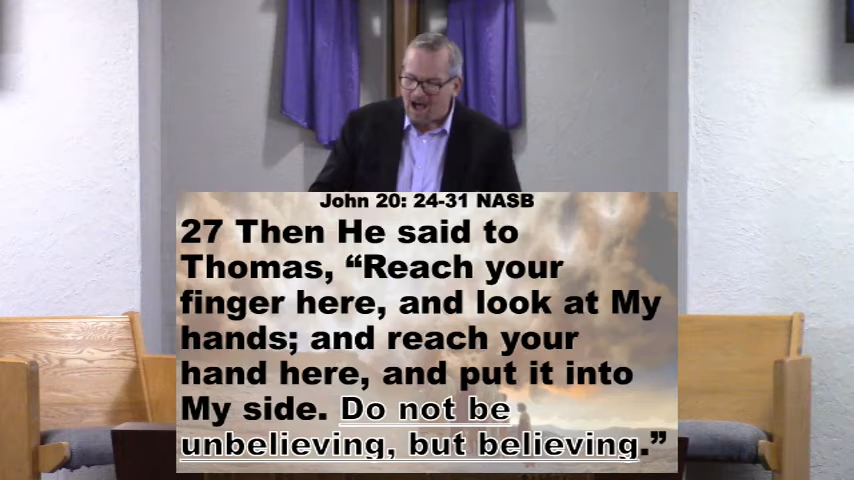 John 20: 24-31 NASB
27 Then He said to
Thomas, “Reach your
finger here, and look at My
hands; and reach your
hand here, and put it into
My side. Do not be
unbelieving, but believing.”